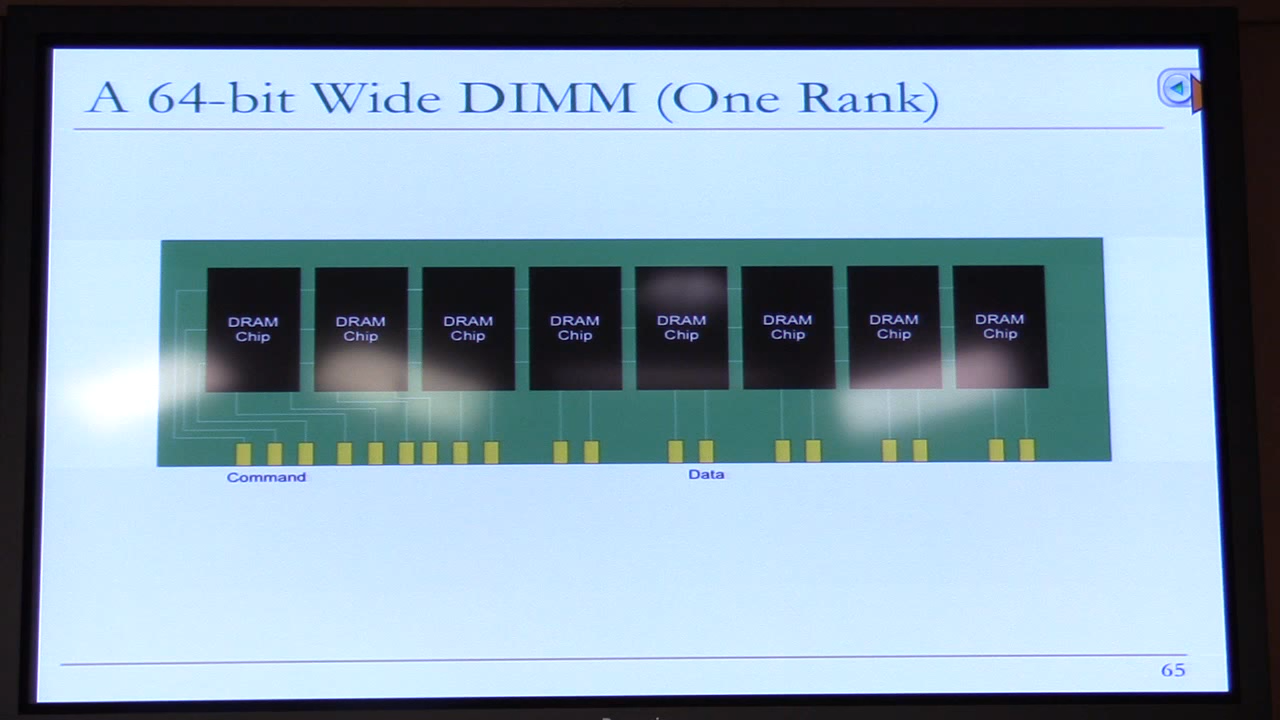 A 64-bit Wide DIMM (One Rank)
DRAM Chip DRAM Chip DRAM Chip DRAM Chip DRAM Chip DRAM Chip DRAM Chip DRAM Chip
Command
Data
65